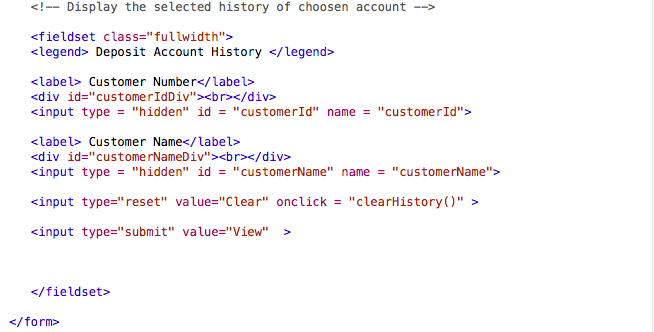 <!-- Display the selected history of choosen account -->
<fieldset class="fullwidth">
<legend> Deposit Account History </legend>
<label> Customer Number</label>
<div id="customerIdDiv"><br></div>
<input type = "hidden" id = "customerId" name = "customerId">
<label> Customer Name</label>
<div id="customerNameDiv"><br></div>
<input type = "hidden" id = "customerName" name = "customerName">
<input type="reset" value="Clear" onclick = "clearHistory()" >
<input type="submit" value="View"  >
</fieldset>
</form>